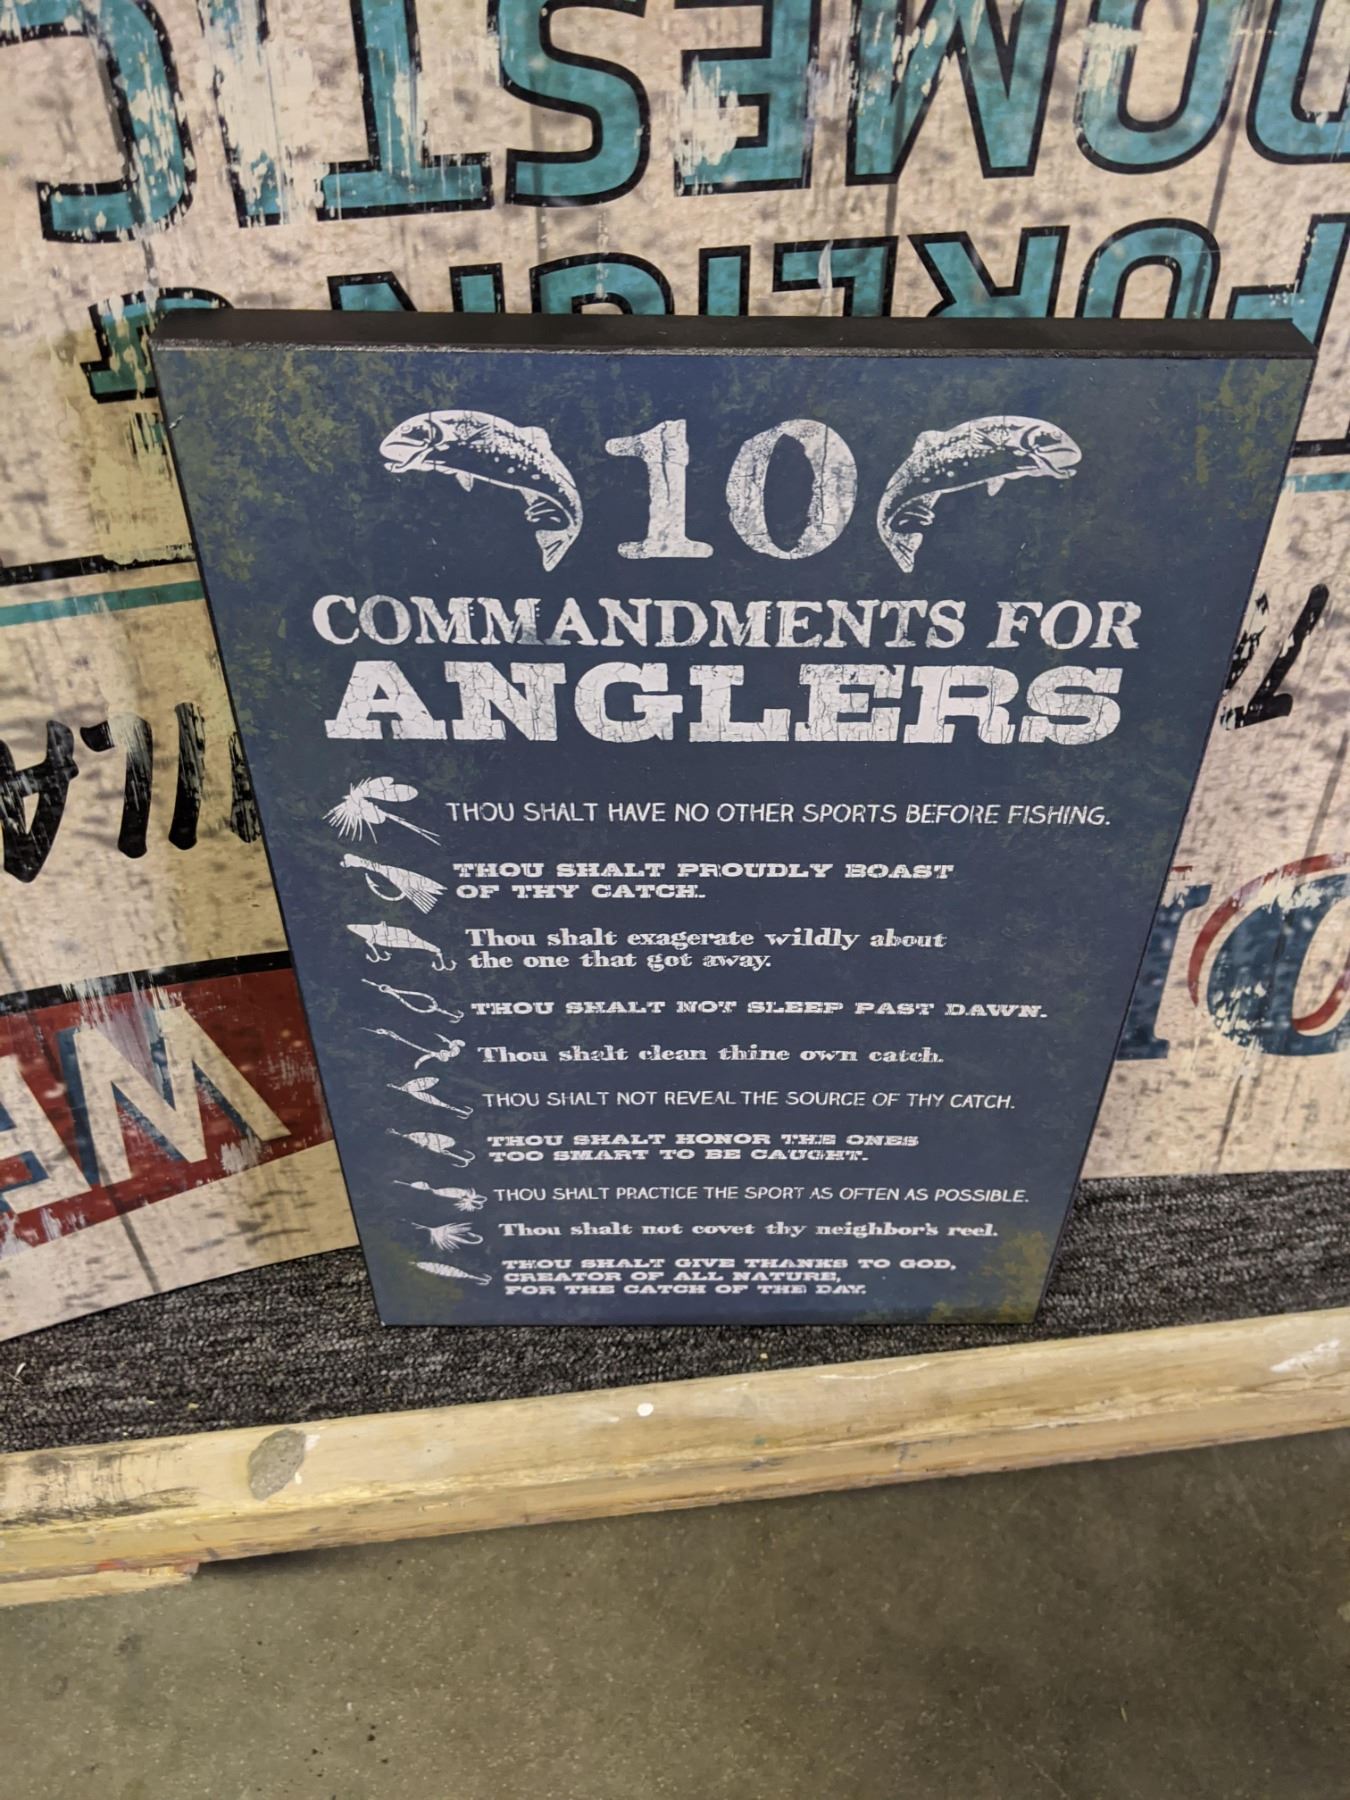 DOMESTIC
FOREIGN &
10
COMMANDMENTS FOR
ANGLERS
THOU SHALT HAVE NO OTHER SPORTS BEFORE FISHING.
THOU SHALT PROUDLY BOAST
OF THY CATCH.
Thou shalt exagerate wildly about
the one that got away.
THOU SHALT NOT SLEEP PAST DAWN.
Thou shalt clean thine own catch.
THOU SHALT NOT REVEAL THE SOURCE OF THY CATCH.
THOU SHALT HONOR THE ONES
TOO SMART TO BE CAUGHT.
THOU SHALT PRACTICE THE SPORT AS OFTEN AS POSSIBLE.
Thou shalt not covet thy neighbor's reel.
THOU SHALT GIVE THANKS TO GOD,
CREATOR OF ALL NATURE,
FOR THE CATCH OF THE DAY.